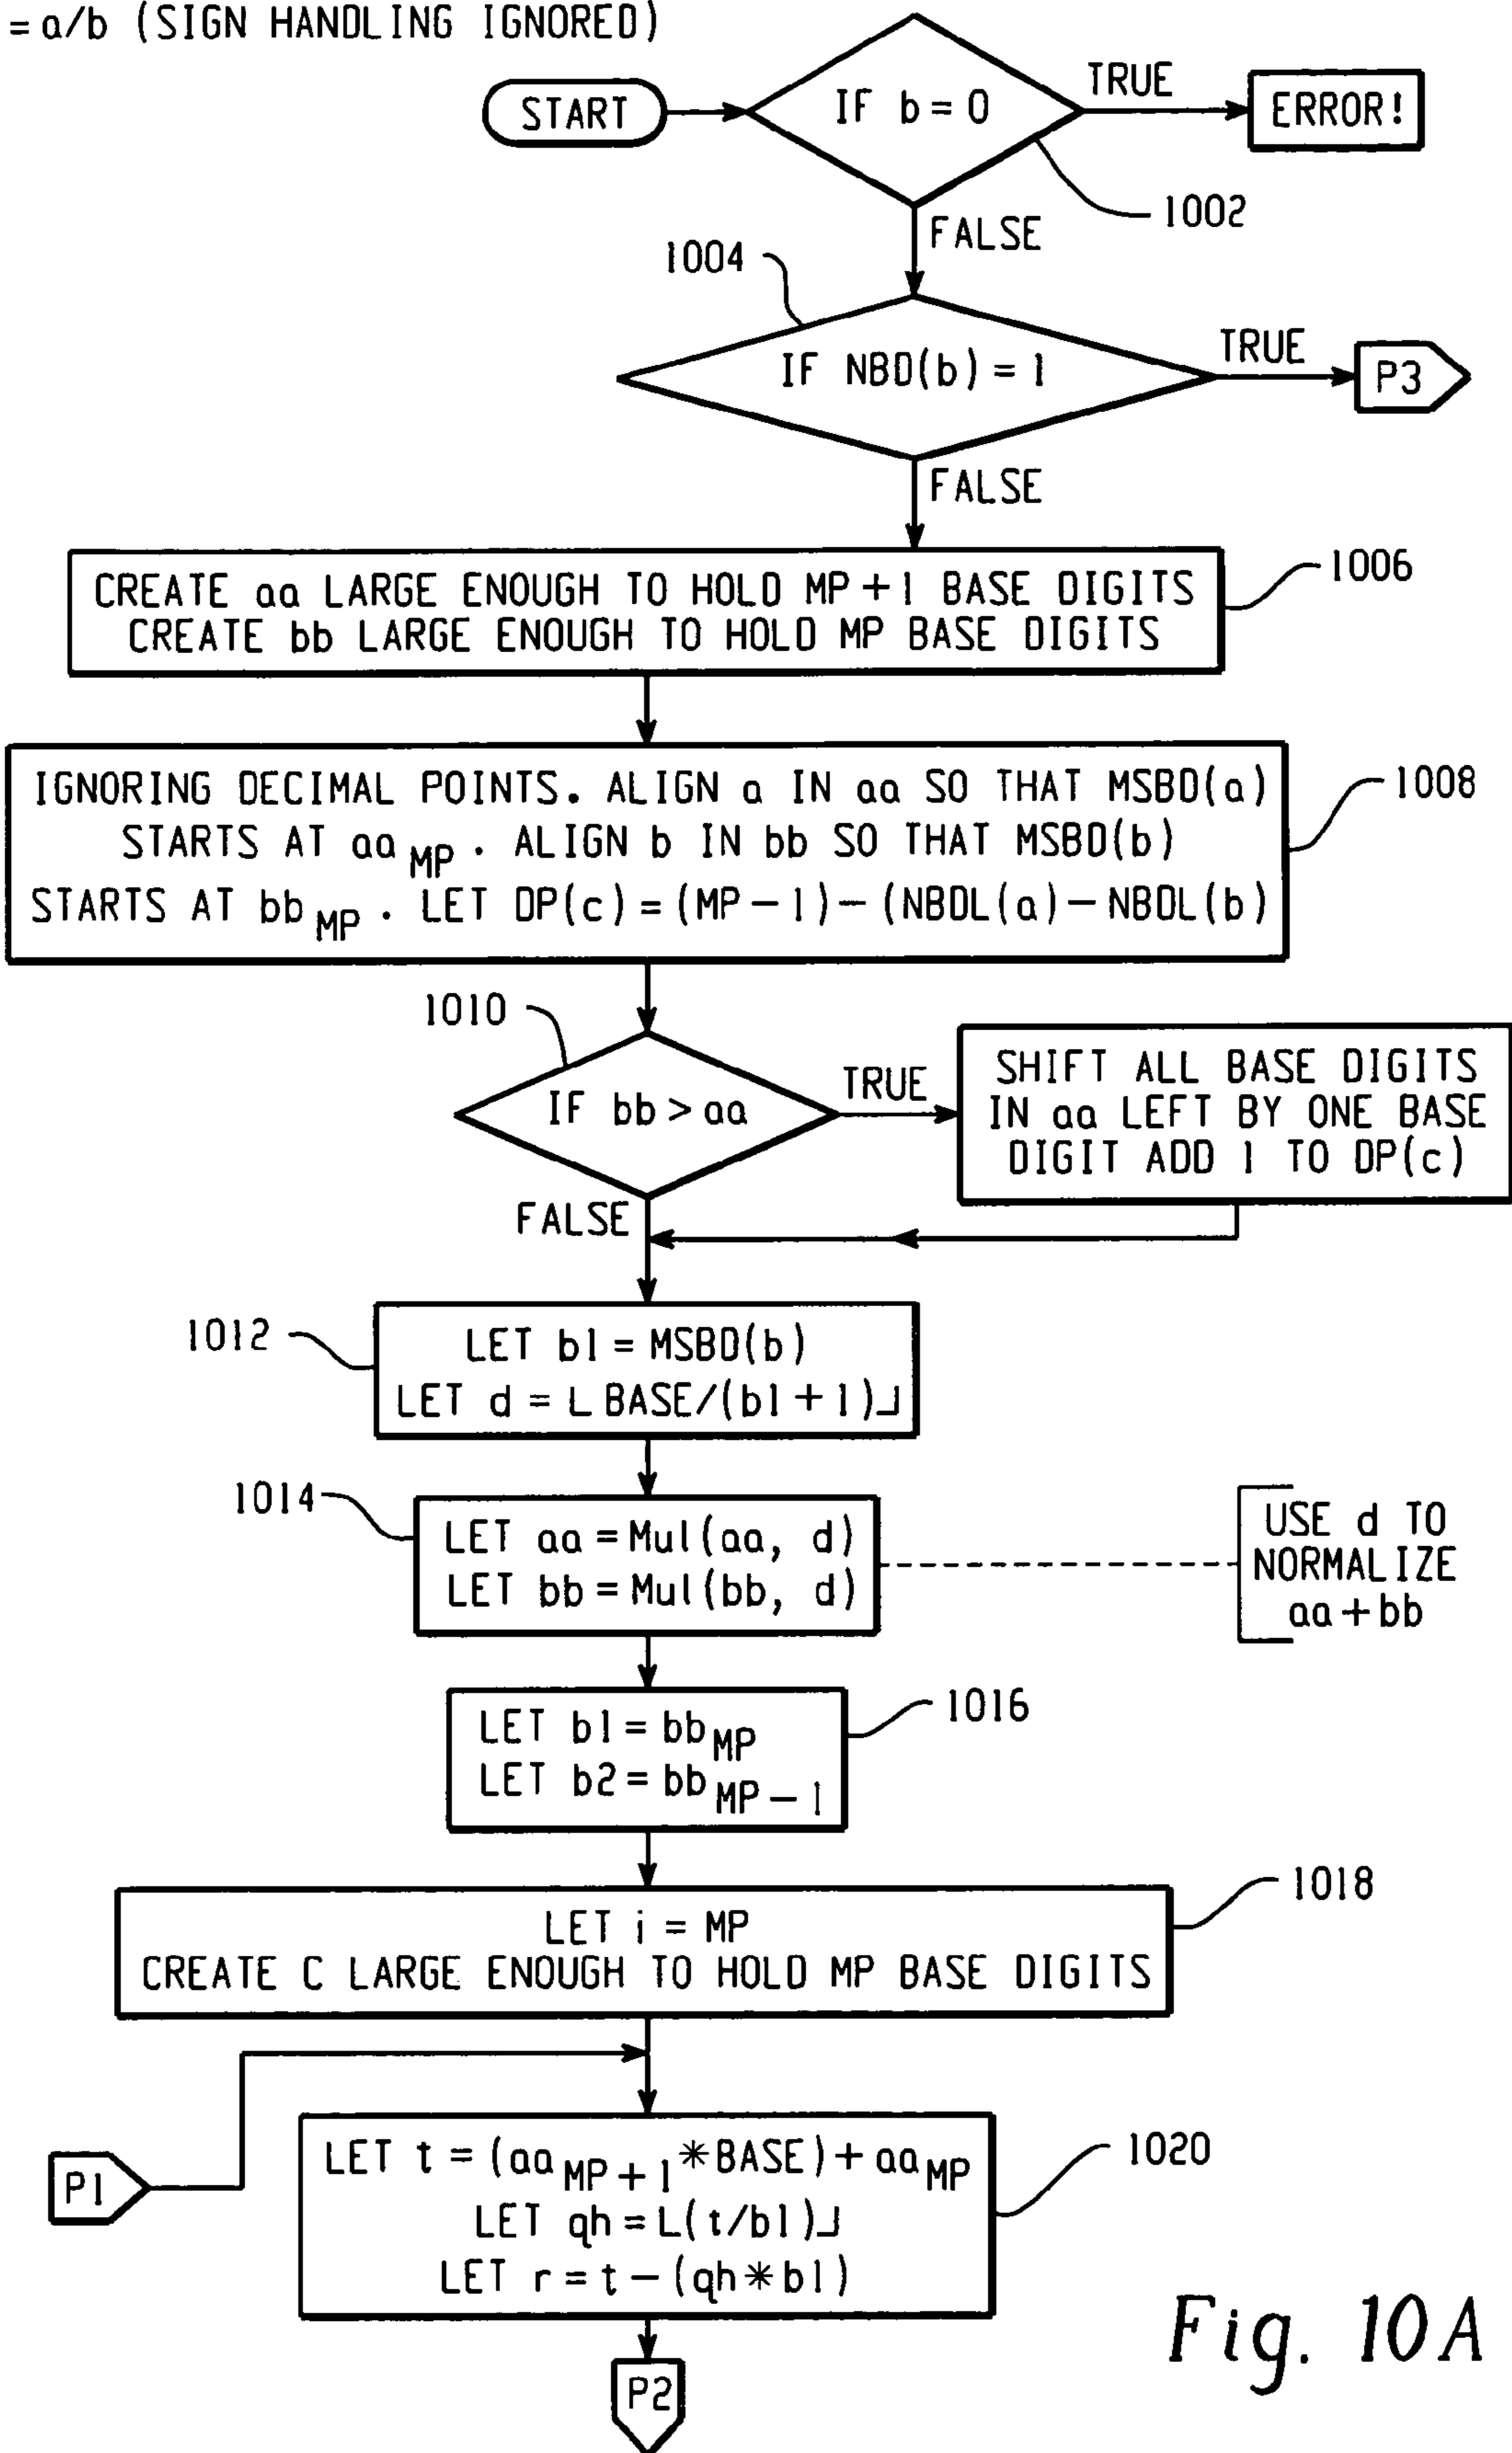 = a/b (SIGN HANDLING IGNORED)
START
IF b = 0
TRUE
ERROR!
1002
FALSE
1004
IF NBD(b) = 1
TRUE
P3
FALSE
CREATE aa LARGE ENOUGH TO HOLD MP+1 BASE DIGITS
CREATE bb LARGE ENOUGH TO HOLD MP BASE DIGITS
1006
IGNORING DECIMAL POINTS. ALIGN a IN aa SO THAT MSBD(a)
STARTS AT aa MP . ALIGN b IN bb SO THAT MSBD(b)
STARTS AT bb MP . LET DP(c) = (MP-1)-(NBDL(a)-NBDL(b)
1008
1010
IF bb > aa
TRUE
SHIFT ALL BASE DIGITS
IN aa LEFT BY ONE BASE
DIGIT ADD 1 TO DP(c)
FALSE
1012
LET b1 = MSBD(b)
LET d = ⌊BASE/(b1+1)⌋
1014
LET aa = Mul(aa, d)
LET bb = Mul(bb, d)
USE d TO
NORMALIZE
aa+bb
1016
LET b1 = bb MP
LET b2 = bb MP-1
1018
LET i = MP
CREATE C LARGE ENOUGH TO HOLD MP BASE DIGITS
P1
LET t = (aa MP+1 *BASE)+aa MP
LET qh = ⌊(t/b1)⌋
LET r = t-(qh*b1)
1020
P2
Fig. 10A